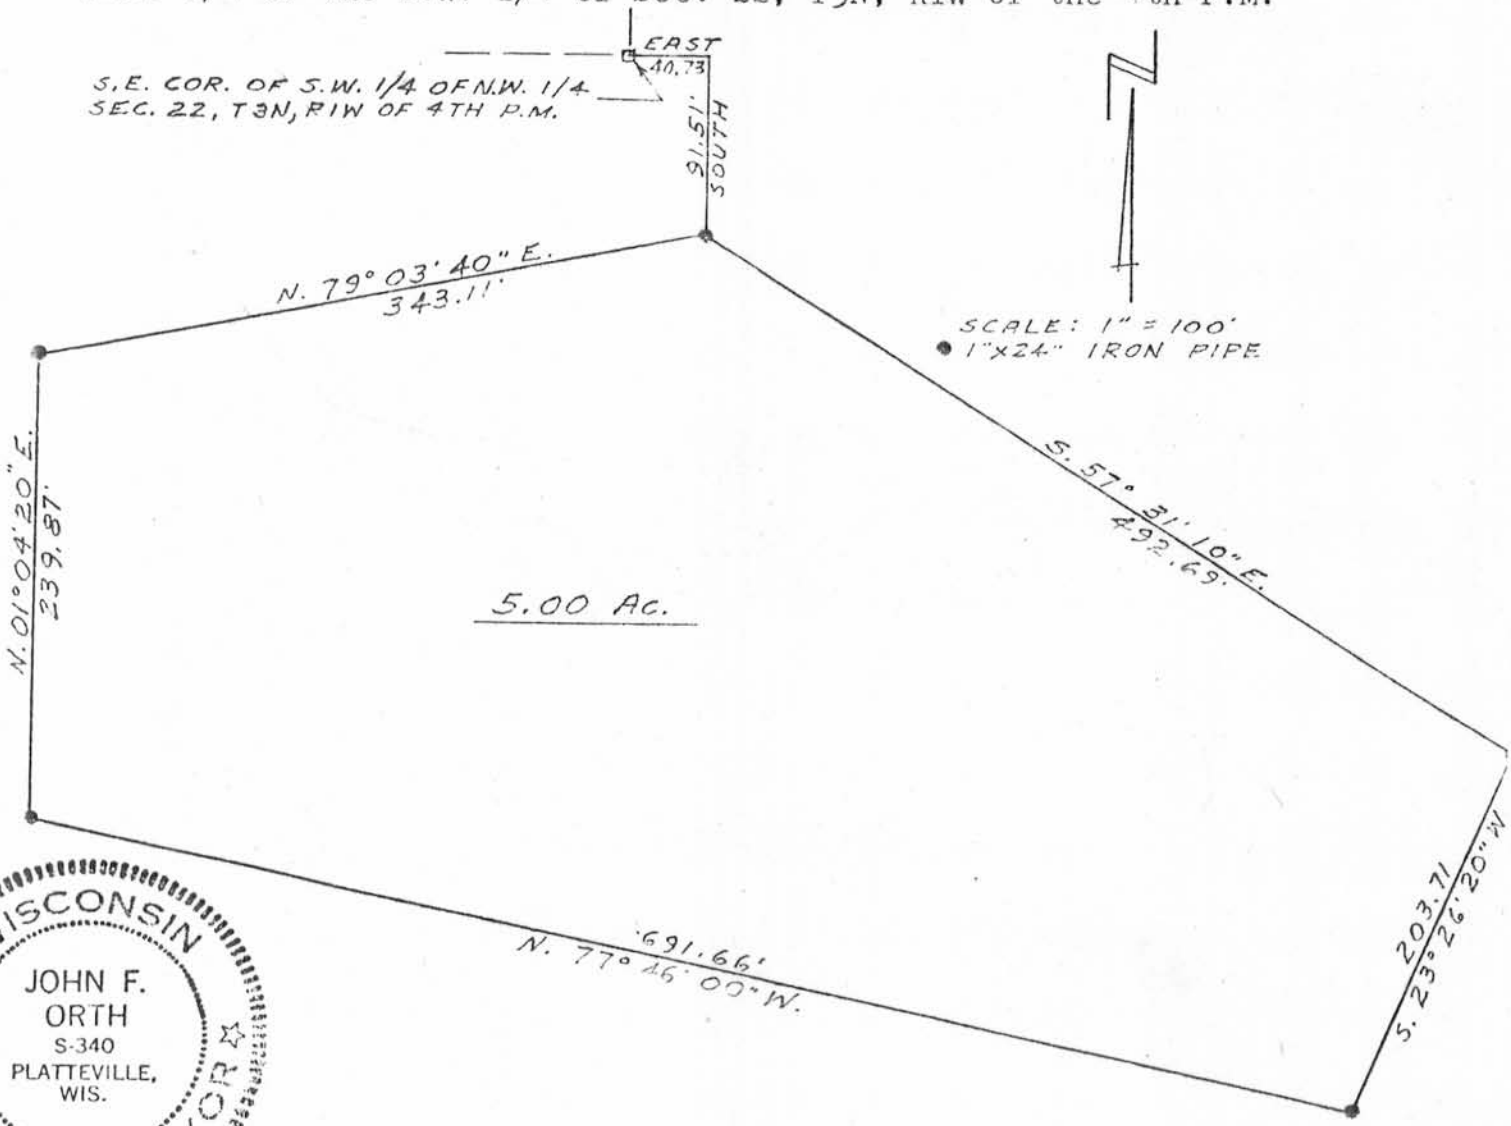 of the 4th P.M.
EAST
40.73
S.E. COR. OF S.W. 1/4 OF N.W. 1/4
SEC. 22, T3N, R1W OF 4TH P.M.
91.51'
SOUTH
N. 79° 03' 40" E.
343.11'
SCALE: 1" = 100'
1"x24" IRON PIPE
N. 01° 04' 20" E.
239.87'
S. 57° 31' 10" E.
492.69'
5.00 Ac.
691.66'
N. 77° 46' 00" W.
203.71
S. 23° 26' 20" W
WISCONSIN
JOHN F.
ORTH
S-340
PLATTEVILLE,
WIS.